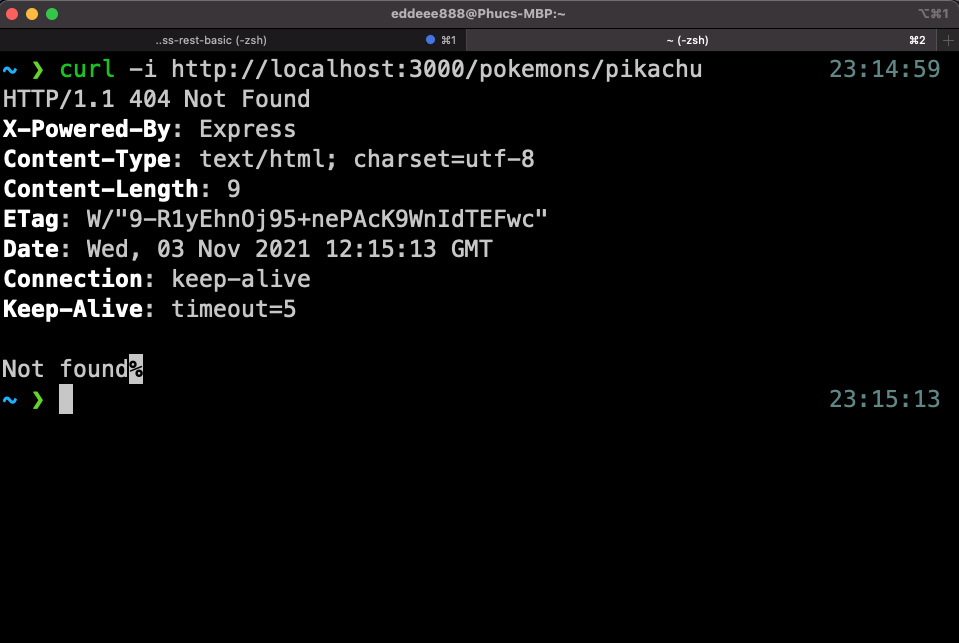 eddeee888@Phucs-MBP:~ ⌥⌘1
..ss-rest-basic (-zsh) ⌘1 ~ (-zsh) ⌘2 +
~ ❯ curl -i http://localhost:3000/pokemons/pikachu 23:14:59
HTTP/1.1 404 Not Found
X-Powered-By: Express
Content-Type: text/html; charset=utf-8
Content-Length: 9
ETag: W/"9-R1yEhnOj95+nePAcK9WnIdTEFwc"
Date: Wed, 03 Nov 2021 12:15:13 GMT
Connection: keep-alive
Keep-Alive: timeout=5
Not found%
~ ❯ 23:15:13